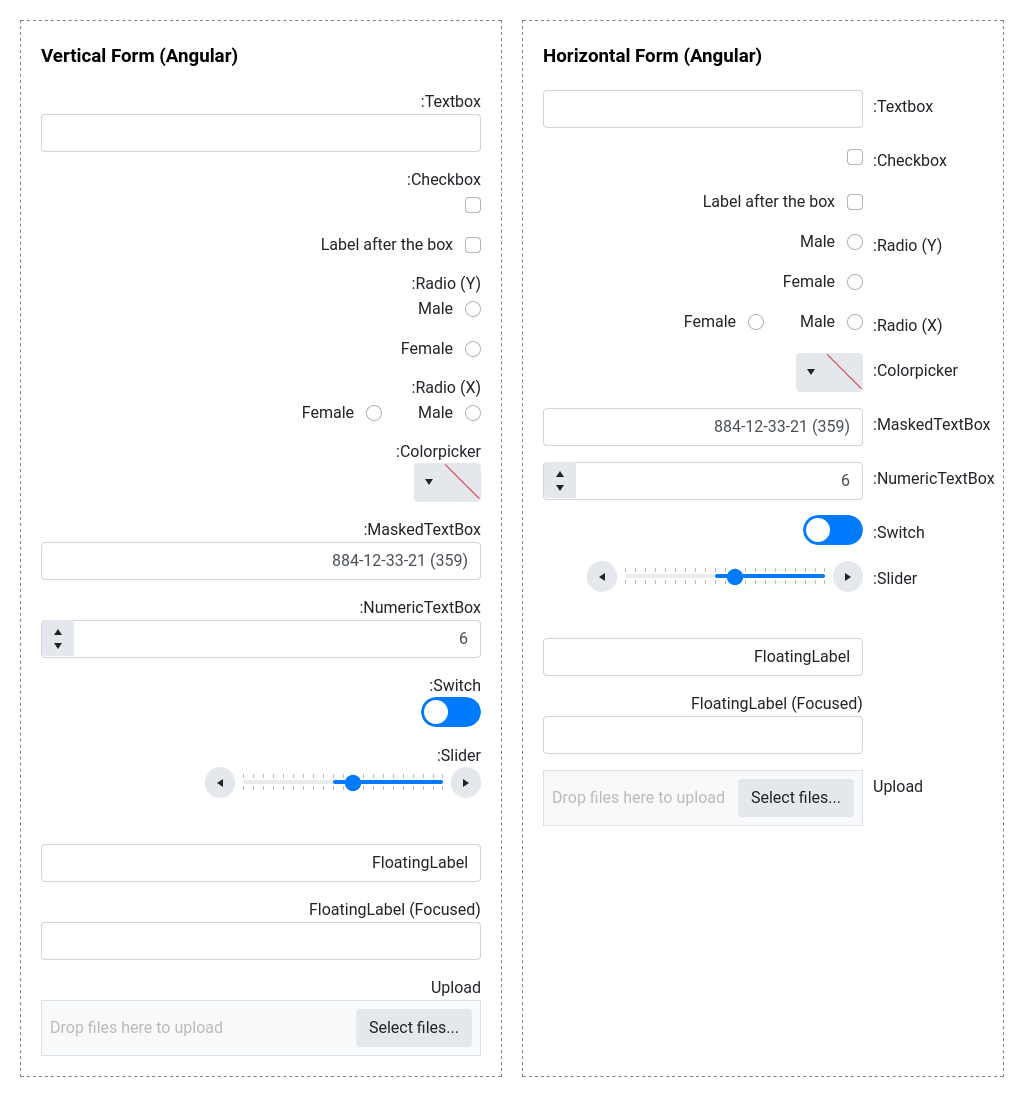 Vertical Form (Angular)
:Textbox
:Checkbox
Label after the box
:Radio (Y)
Male
Female
:Radio (X)
Female Male
:Colorpicker
:MaskedTextBox
884-12-33-21 (359)
:NumericTextBox
6
:Switch
:Slider
FloatingLabel
FloatingLabel (Focused)
Upload
Drop files here to upload Select files...
Horizontal Form (Angular)
:Textbox
:Checkbox
Label after the box
Male :Radio (Y)
Female
Female Male :Radio (X)
:Colorpicker
884-12-33-21 (359) :MaskedTextBox
6 :NumericTextBox
:Switch
:Slider
FloatingLabel
FloatingLabel (Focused)
Drop files here to upload Select files... Upload